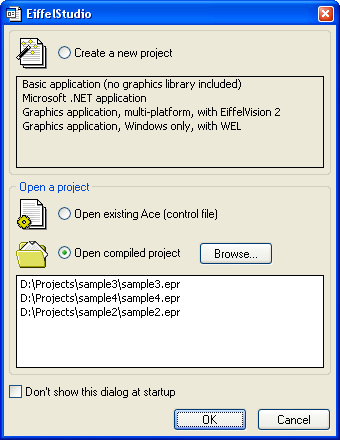 EiffelStudio
Create a new project
Basic application (no graphics library included)
Microsoft .NET application
Graphics application, multi-platform, with EiffelVision 2
Graphics application, Windows only, with WEL
Open a project
Open existing Ace (control file)
Open compiled project
Browse...
D:\Projects\sample3\sample3.epr
D:\Projects\sample4\sample4.epr
D:\Projects\sample2\sample2.epr
Don't show this dialog at startup
OK
Cancel